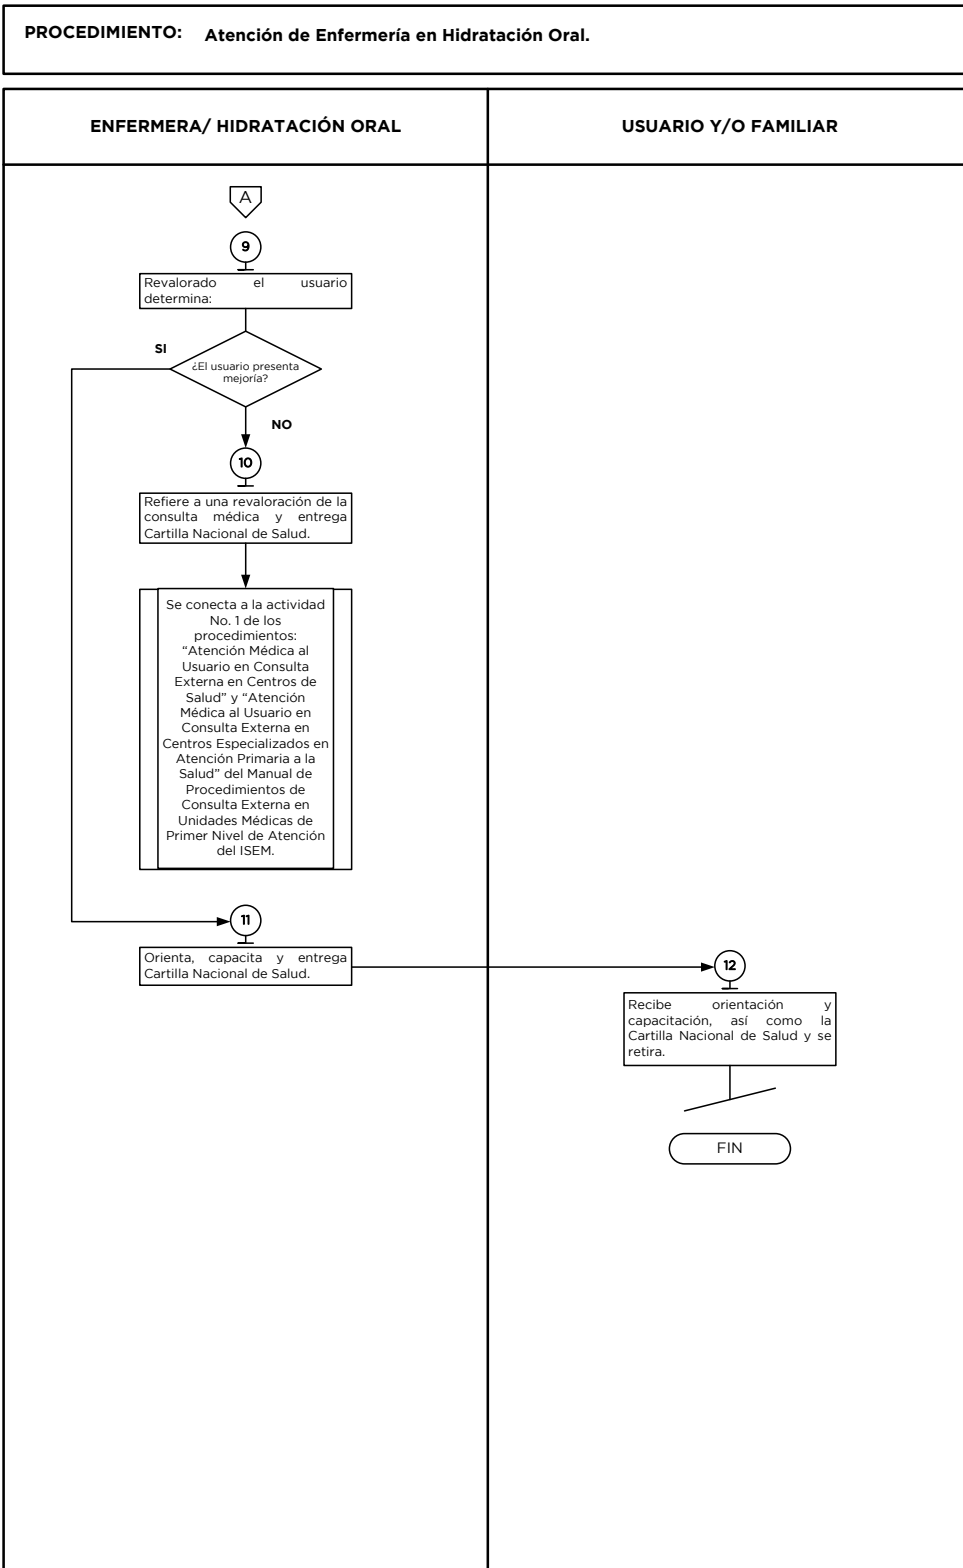 PROCEDIMIENTO: Atención de Enfermería en Hidratación Oral.
ENFERMERA/ HIDRATACIÓN ORAL
USUARIO Y/O FAMILIAR
A
9
Revalorado el usuario
determina:
SI
¿El usuario presenta
mejoría?
NO
10
Refiere a una revaloración de la
consulta médica y entrega
Cartilla Nacional de Salud.
Se conecta a la actividad
No. 1 de los
procedimientos:
“Atención Médica al
Usuario en Consulta
Externa en Centros de
Salud” y “Atención
Médica al Usuario en
Consulta Externa en
Centros Especializados en
Atención Primaria a la
Salud” del Manual de
Procedimientos de
Consulta Externa en
Unidades Médicas de
Primer Nivel de Atención
del ISEM.
11
Orienta, capacita y entrega
Cartilla Nacional de Salud.
12
Recibe orientación y
capacitación, así como la
Cartilla Nacional de Salud y se
retira.
FIN